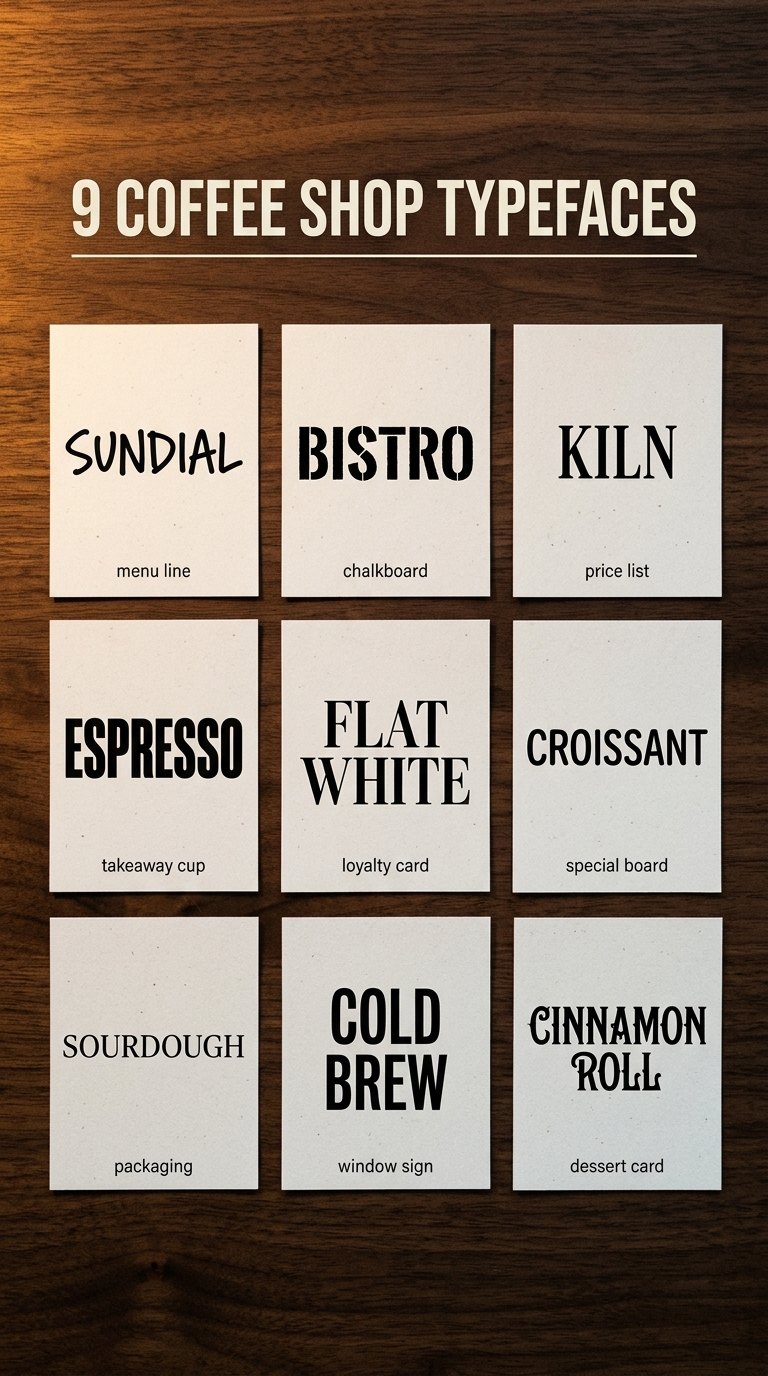 9 COFFEE SHOP TYPEFACES
SUNDIAL
menu line
BISTRO
chalkboard
KILN
price list
ESPRESSO
takeaway cup
FLAT
WHITE
loyalty card
CROISSANT
special board
SOURDOUGH
packaging
COLD
BREW
window sign
CINNAMON
ROLL
dessert card